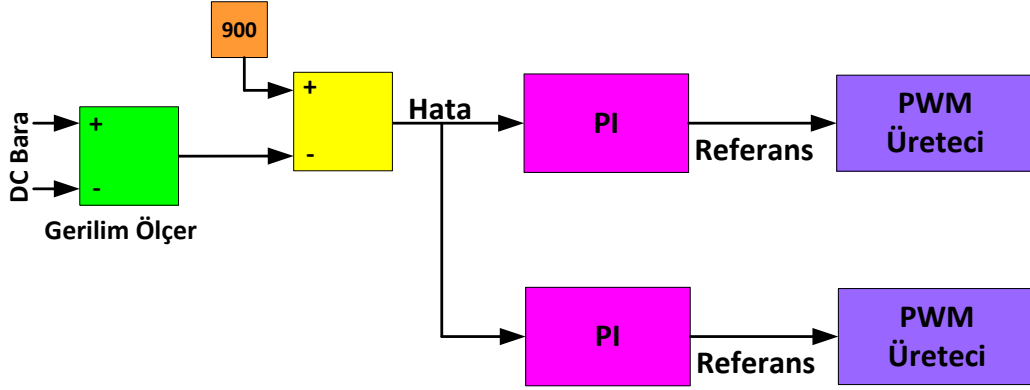 900
+
-
DC Bara
+
-
Gerilim Ölçer
Hata
PI
Referans
PWM
Üreteci
PI
Referans
PWM
Üreteci